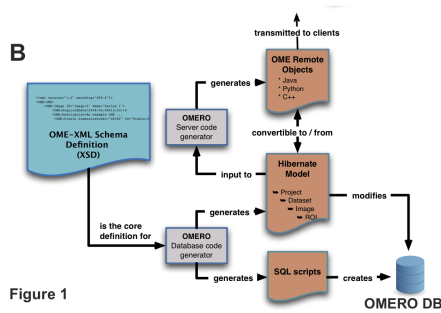 transmitted to clients
B
OME Remote
Objects
* Java
* Python
* C++
generates
OME-XML Schema
Definition
(XSD)
OMERO
Server code
generator
convertible to / from
Hibernate
Model
Project
Dataset
Image
ROI
input to
modifies
is the core
definition for
generates
OMERO
Database code
generator
generates
SQL scripts
creates
OMERO DB
Figure 1